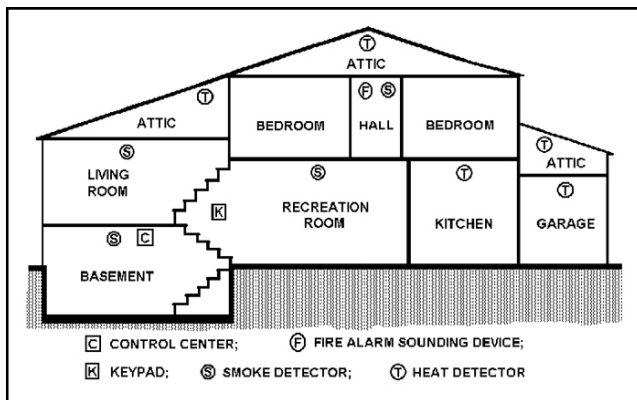 T
ATTIC
T
ATTIC
F S
BEDROOM HALL BEDROOM
S
LIVING
ROOM
T
ATTIC
S
RECREATION
ROOM
K
T
KITCHEN
T
GARAGE
S C
BASEMENT
C CONTROL CENTER; F FIRE ALARM SOUNDING DEVICE;
K KEYPAD; S SMOKE DETECTOR; T HEAT DETECTOR